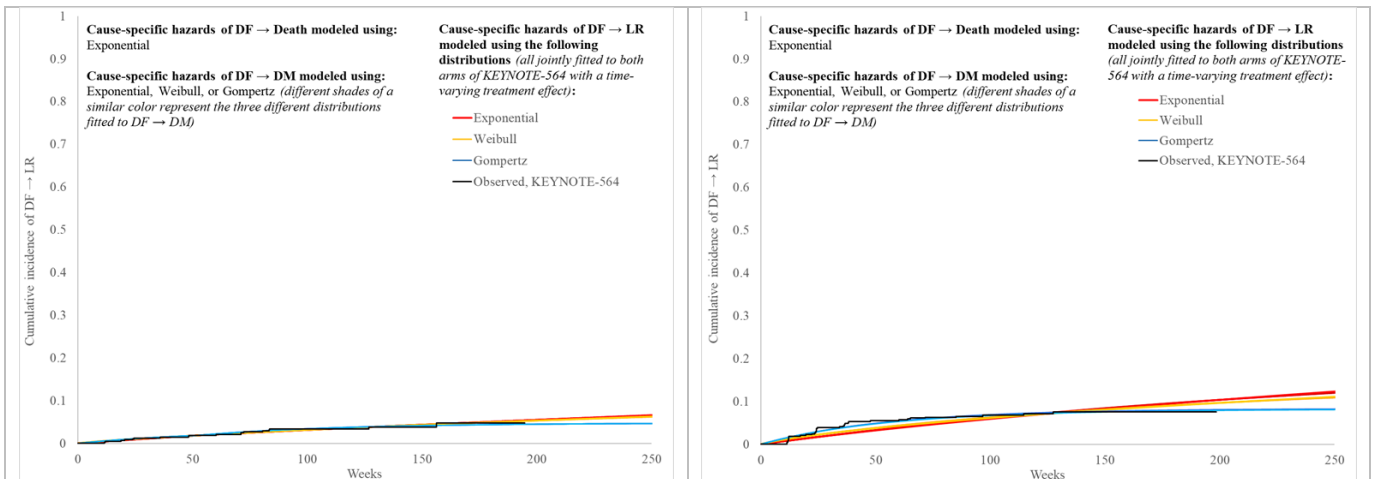 Cause-specific hazards of DF → Death modeled using:
Exponential
Cause-specific hazards of DF → DM modeled using:
Exponential, Weibull, or Gompertz (different shades of a
similar color represent the three different distributions
fitted to DF → DM)
Cause-specific hazards of DF → LR
modeled using the following
distributions (all jointly fitted to both
arms of KEYNOTE-564 with a time-
varying treatment effect):
Exponential
Weibull
Gompertz
Observed, KEYNOTE-564
Cumulative incidence of DF → LR
1
0.9
0.8
0.7
0.6
0.5
0.4
0.3
0.2
0.1
0
0
50
100
150
200
250
Weeks
Cause-specific hazards of DF → Death modeled using:
Exponential
Cause-specific hazards of DF → DM modeled using:
Exponential, Weibull, or Gompertz (different shades of a
similar color represent the three different distributions
fitted to DF → DM)
Cause-specific hazards of DF → LR
modeled using the following distributions
(all jointly fitted to both arms of KEYNOTE-
564 with a time-varying treatment effect):
Exponential
Weibull
Gompertz
Observed, KEYNOTE-564
Cumulative incidence of DF → LR
1
0.9
0.8
0.7
0.6
0.5
0.4
0.3
0.2
0.1
0
0
50
100
150
200
250
Weeks